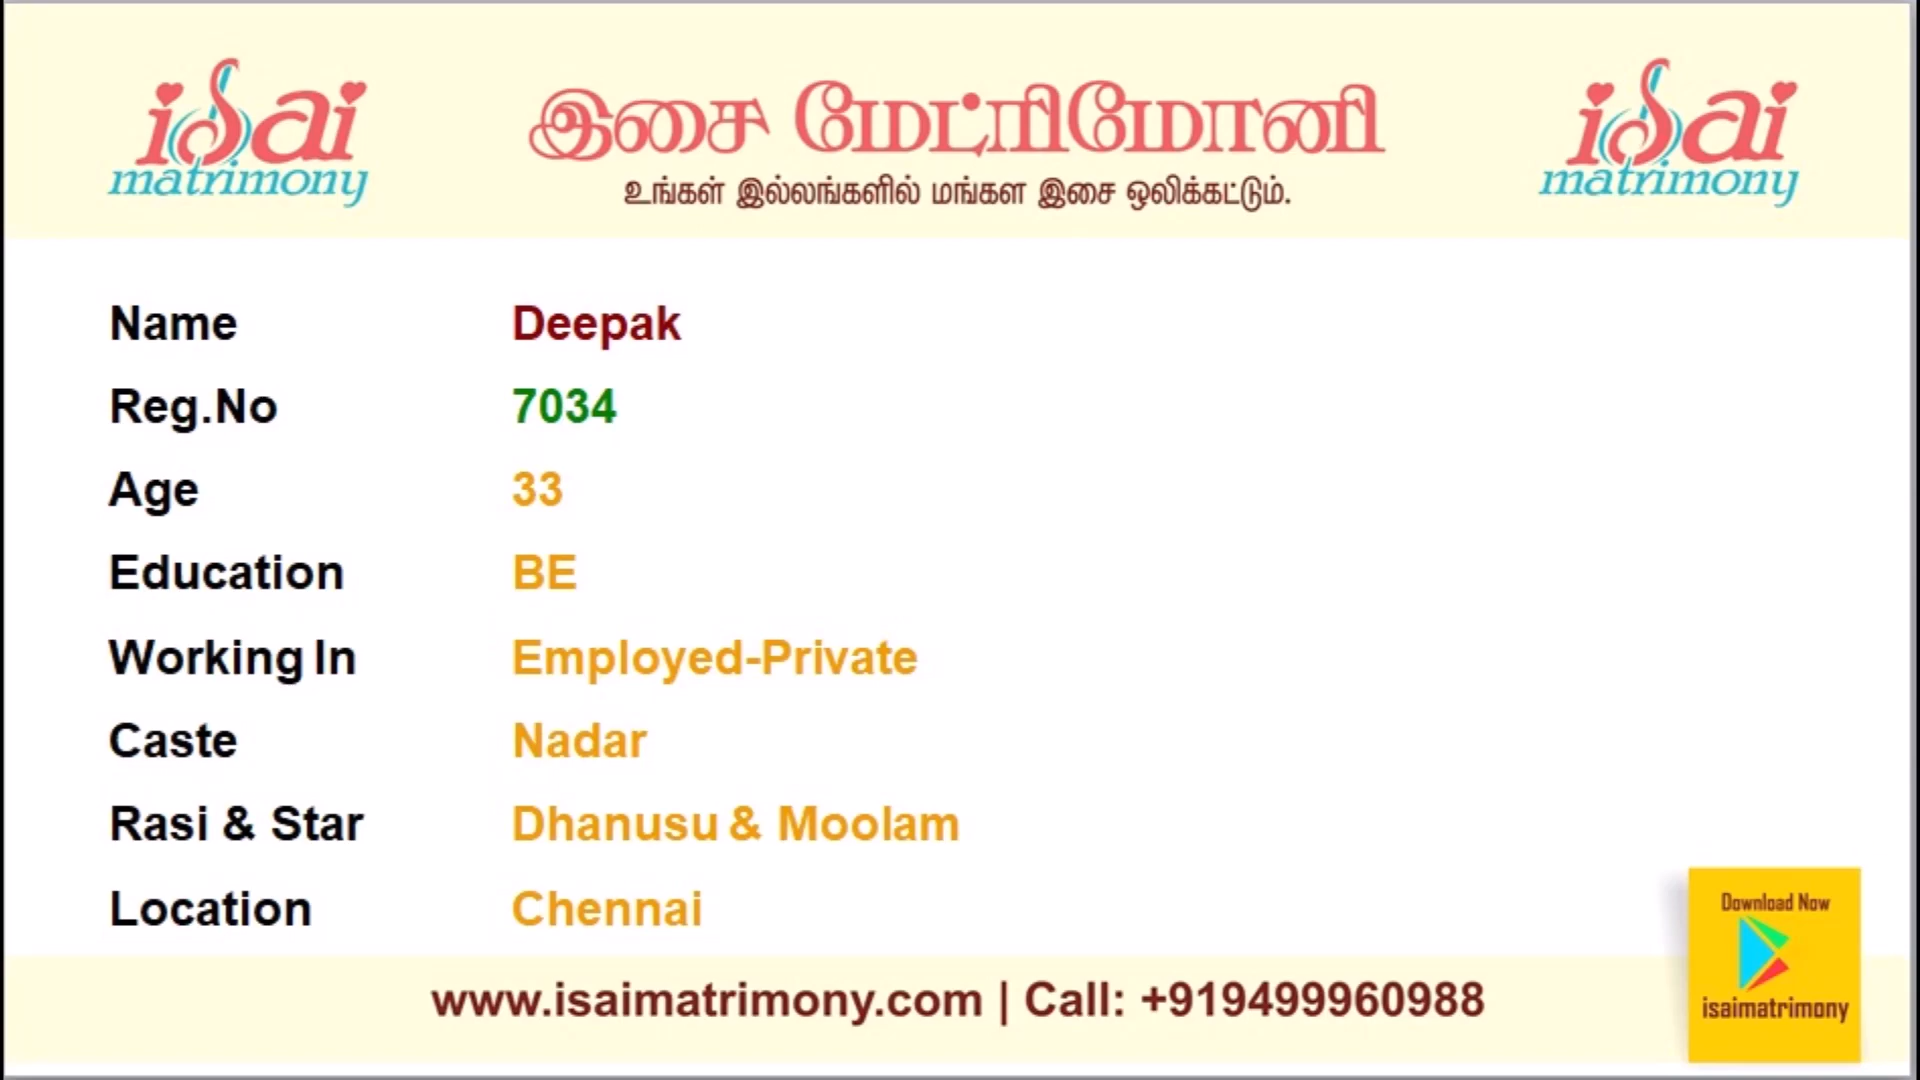 isai
matrimony
இசை மேட்ரிமோனி
உங்கள் இல்லங்களில் மங்கள இசை ஒலிக்கட்டும்.
isai
matrimony
Name Deepak
Reg.No 7034
Age 33
Education BE
Working In Employed-Private
Caste Nadar
Rasi & Star Dhanusu & Moolam
Location Chennai
www.isaimatrimony.com | Call: +919499960988
Download Now
isaimatrimony